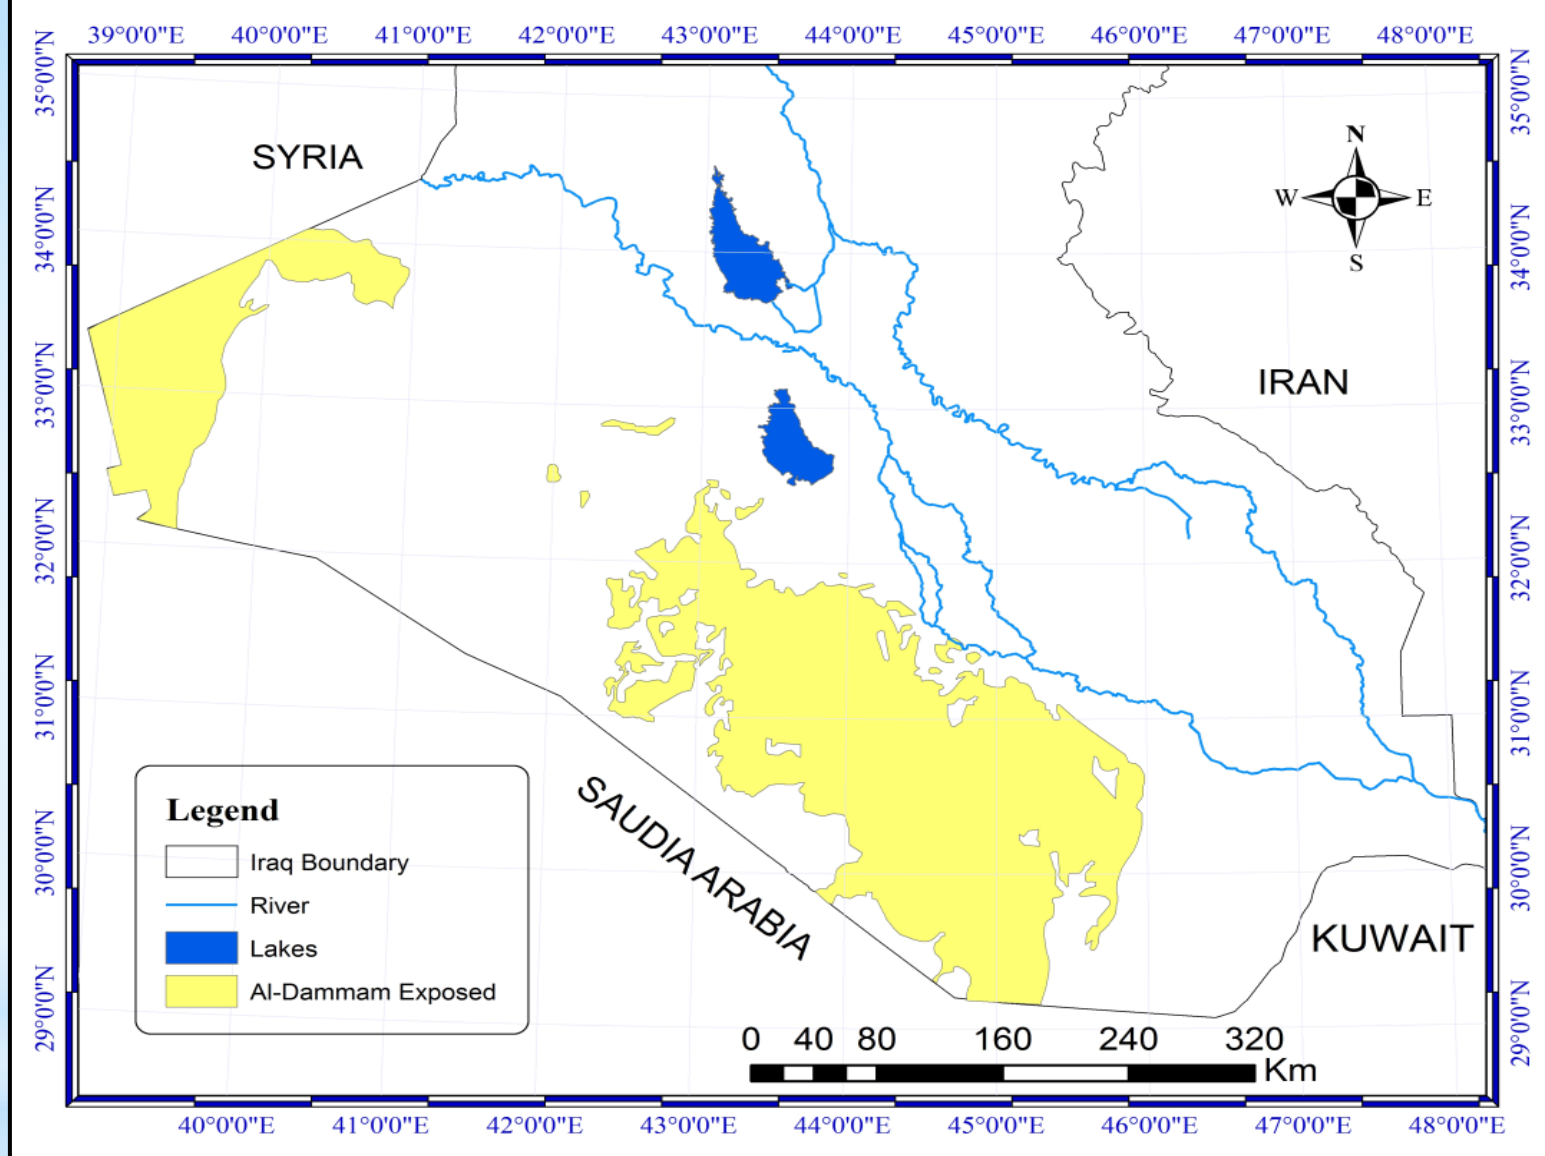 39°0'0"E 40°0'0"E 41°0'0"E 42°0'0"E 43°0'0"E 44°0'0"E 45°0'0"E 46°0'0"E 47°0'0"E 48°0'0"E
35°0'0"N
34°0'0"N
33°0'0"N
32°0'0"N
31°0'0"N
30°0'0"N
29°0'0"N
SYRIA
N
W E
S
IRAN
SAUDIA ARABIA
KUWAIT
Legend
Iraq Boundary
River
Lakes
Al-Dammam Exposed
0 40 80 160 240 320
Km
35°0'0"N
34°0'0"N
33°0'0"N
32°0'0"N
31°0'0"N
30°0'0"N
29°0'0"N
40°0'0"E 41°0'0"E 42°0'0"E 43°0'0"E 44°0'0"E 45°0'0"E 46°0'0"E 47°0'0"E 48°0'0"E